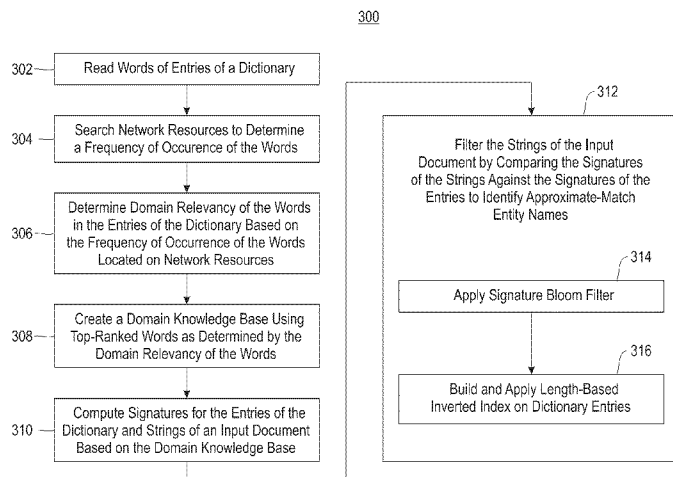 300
302
Read Words of Entries of a Dictionary
304
Search Network Resources to Determine
a Frequency of Occurence of the Words
306
Determine Domain Relevancy of the Words
in the Entries of the Dictionary Based on
the Frequency of Occurrence of the Words
Located on Network Resources
308
Create a Domain Knowledge Base Using
Top-Ranked Words as Determined by the
Domain Relevancy of the Words
310
Compute Signatures for the Entries of the
Dictionary and Strings of an Input Document
Based on the Domain Knowledge Base
312
Filter the Strings of the Input
Document by Comparing the Signatures
of the Strings Against the Signatures of the
Entries to Identify Approximate-Match
Entity Names
314
Apply Signature Bloom Filter
316
Build and Apply Length-Based
Inverted Index on Dictionary Entries